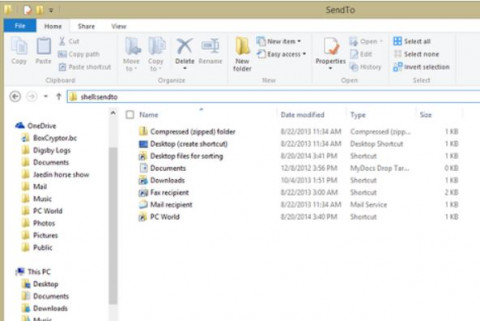 SendTo
File Home Share View
Copy Paste
Cut
Copy path
Paste shortcut
Move to Copy to Delete Rename
New folder
New item
Easy access
Properties
Open
Edit
History
Select all
Select none
Invert selection
Clipboard Organize New Open Select
shell:sendto
Name Date modified Type Size
Compressed (zipped) folder 8/22/2013 11:34 AM Compressed (zipp... 1 KB
Desktop (create shortcut) 8/22/2013 11:34 AM Desktop Shortcut 1 KB
Desktop files for sorting 8/20/2014 3:41 PM Shortcut 1 KB
Documents 12/8/2012 3:56 PM MyDocs Drop Tar... 0 KB
Downloads 10/4/2013 1:51 PM Shortcut 1 KB
Fax recipient 8/22/2013 3:00 AM Shortcut 2 KB
Mail recipient 8/22/2013 11:34 AM Mail Service 0 KB
PC World 8/20/2014 3:40 PM Shortcut 1 KB
OneDrive
BoxCryptor.bc
Digsby Logs
Documents
Jaedin horse show
Mail
Music
PC World
Photos
Pictures
Public
This PC
Desktop
Documents
Downloads
Music